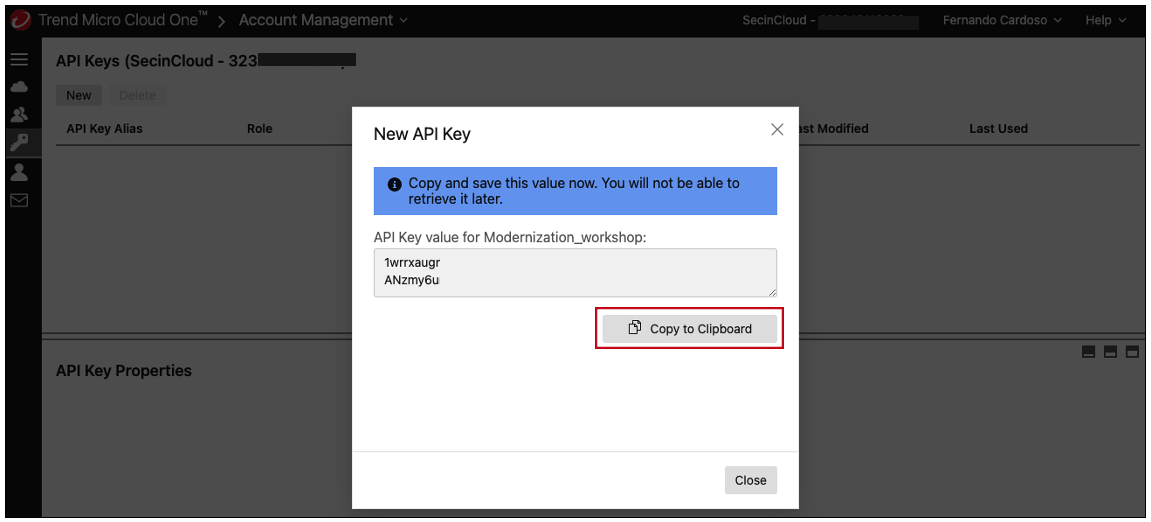 Trend Micro Cloud One™ > Account Management
SecinCloud -
Fernando Cardoso
Help
API Keys (SecinCloud - 323
New
Delete
API Key Alias
Role
Last Modified
Last Used
New API Key
Copy and save this value now. You will not be able to
retrieve it later.
API Key value for Modernization_workshop:
1wrrxaugr
ANzmy6u
Copy to Clipboard
API Key Properties
Close